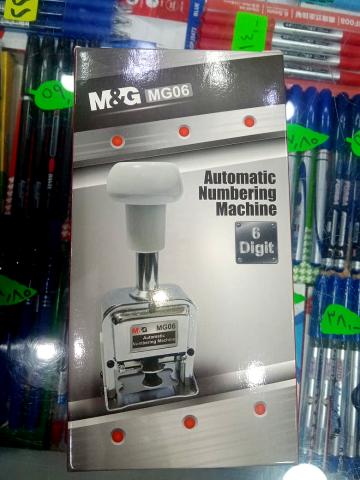 M&G MG06
Automatic
Numbering
Machine
6
Digit
M&G MG06
Automatic
Numbering Machine